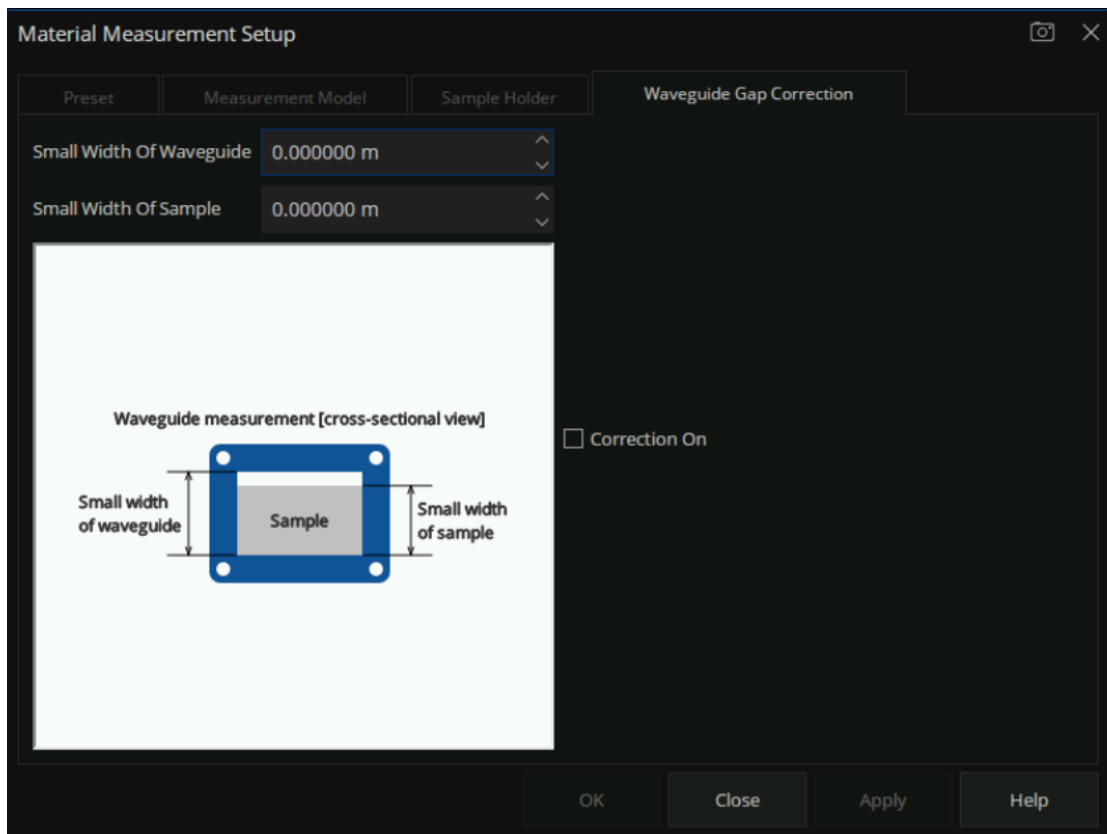 Material Measurement Setup
Preset
Measurement Model
Sample Holder
Waveguide Gap Correction
Small Width Of Waveguide
0.000000 m
Small Width Of Sample
0.000000 m
Waveguide measurement [cross-sectional view]
Small width
of waveguide
Sample
Small width
of sample
Correction On
OK
Close
Apply
Help